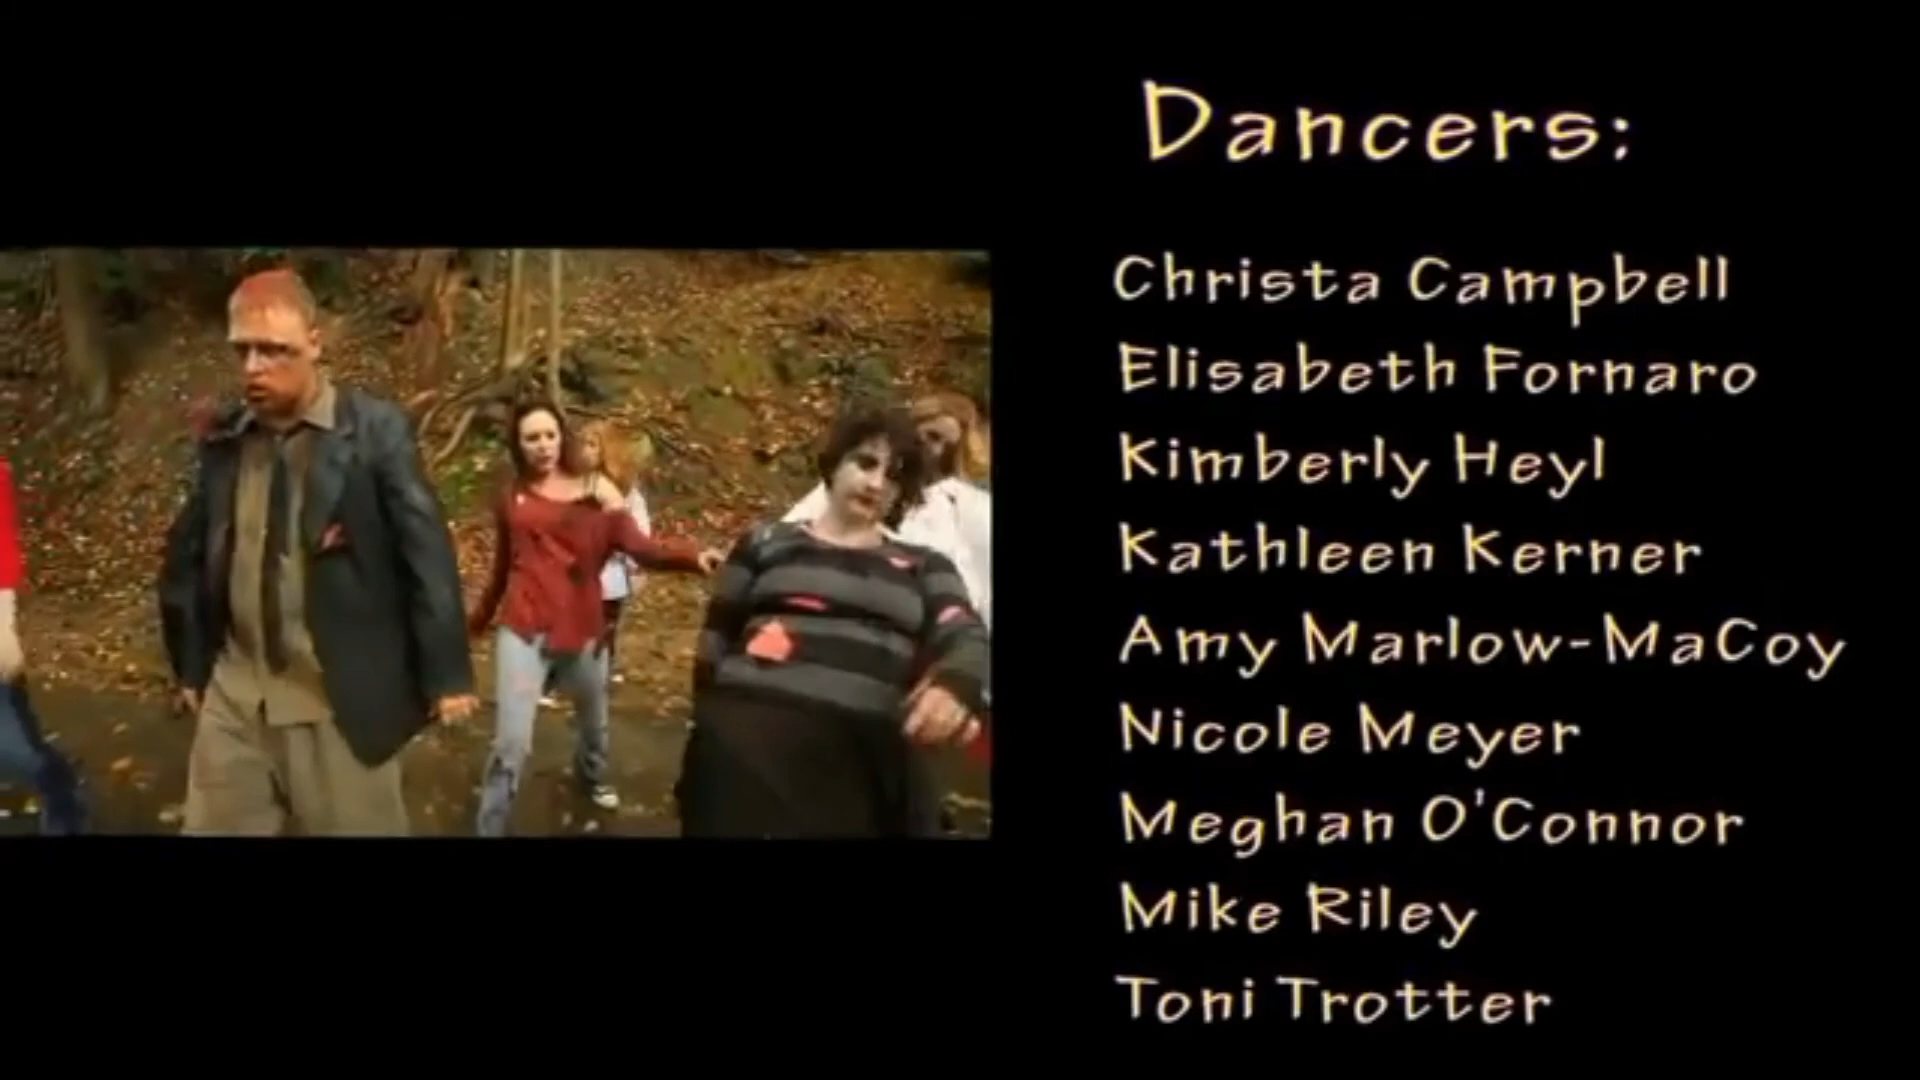 Dancers:
Christa Campbell
Elisabeth Fornaro
Kimberly Heyl
Kathleen Kerner
Amy Marlow-MaCoy
Nicole Meyer
Meghan O'Connor
Mike Riley
Toni Trotter